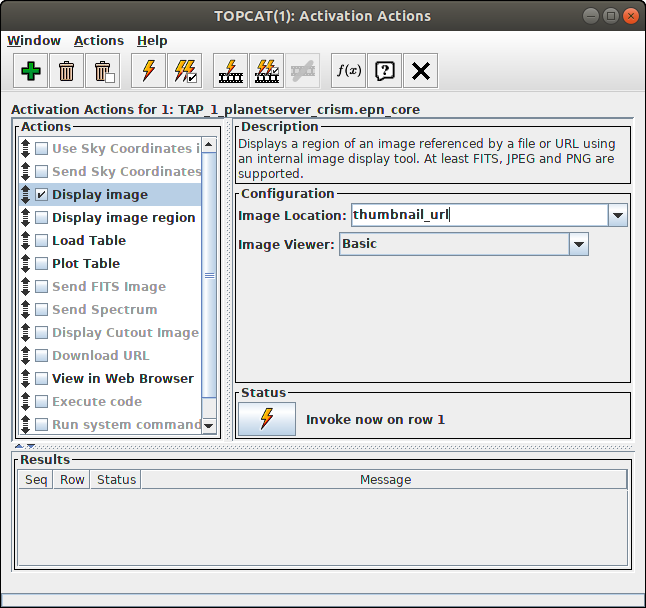 TOPCAT(1): Activation Actions
Window Actions Help
f(x)
Activation Actions for 1: TAP_1_planetserver_crism.epn_core
Actions
Use Sky Coordinates i
Send Sky Coordinates
Display image
Display image region
Load Table
Plot Table
Send FITS Image
Send Spectrum
Display Cutout Image
Download URL
View in Web Browser
Execute code
Run system command
Description
Displays a region of an image referenced by a file or URL using
an internal image display tool. At least FITS, JPEG and PNG are
supported.
Configuration
Image Location: thumbnail_url
Image Viewer: Basic
Status
Invoke now on row 1
Results
Seq Row Status Message